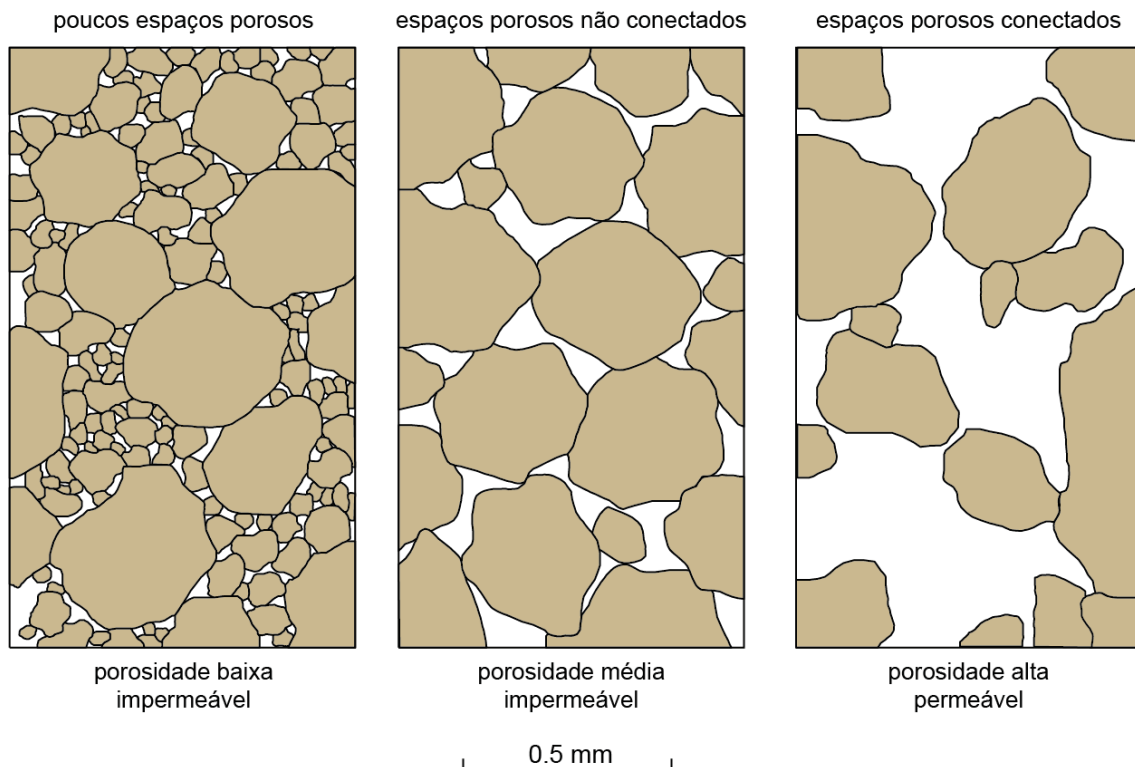 poucos espaços porosos
espaços porosos não conectados
espaços porosos conectados
porosidade baixa
impermeável
porosidade média
impermeável
porosidade alta
permeável
0.5 mm